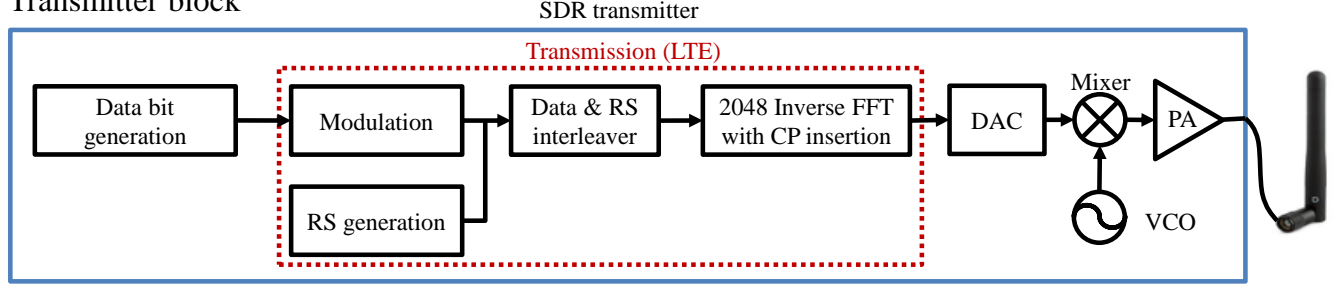 Transmitter block
SDR transmitter
Transmission (LTE)
Data bit
generation
Modulation
RS generation
Data & RS
interleaver
2048 Inverse FFT
with CP insertion
DAC
Mixer
PA
VCO